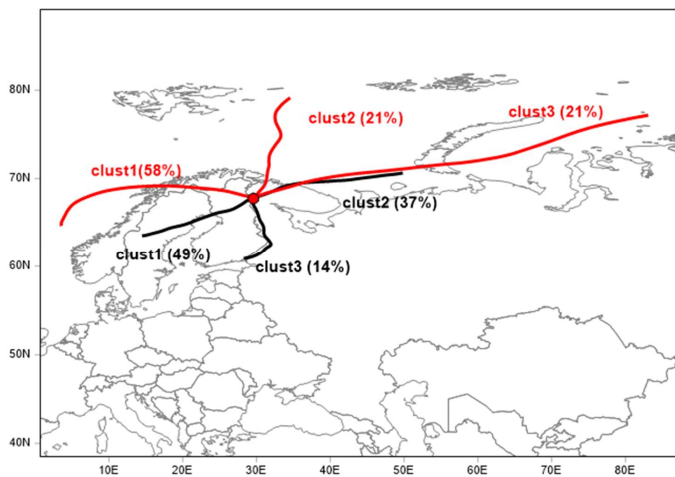 80N
70N
60N
50N
40N
clust2 (21%)
clust3 (21%)
clust1(58%)
clust2 (37%)
clust1 (49%)
clust3 (14%)
10E
20E
30E
40E
50E
60E
70E
80E